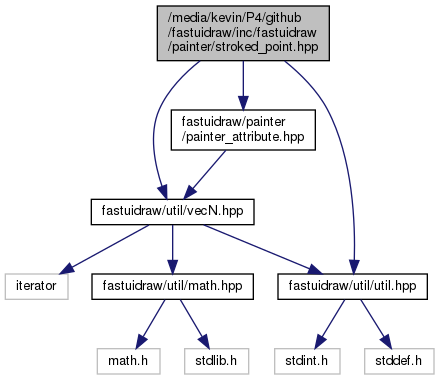 /media/kevin/P4/github
/fastuidraw/inc/fastuidraw
/painter/stroked_point.hpp
fastuidraw/painter
/painter_attribute.hpp
fastuidraw/util/vecN.hpp
iterator
fastuidraw/util/math.hpp
fastuidraw/util/util.hpp
math.h
stdlib.h
stdint.h
stddef.h